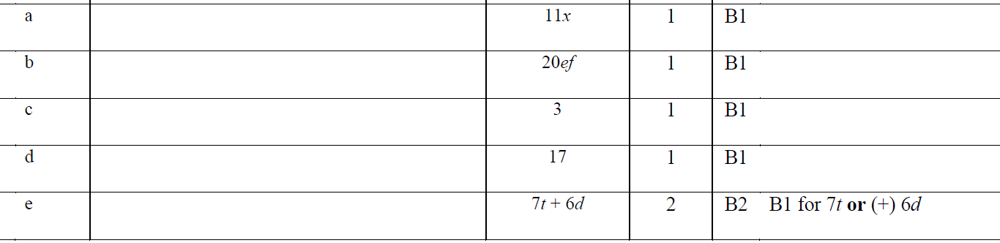 a 11x 1 B1
b 20ef 1 B1
c 3 1 B1
d 17 1 B1
e 7t + 6d 2 B2 B1 for 7t or (+) 6d